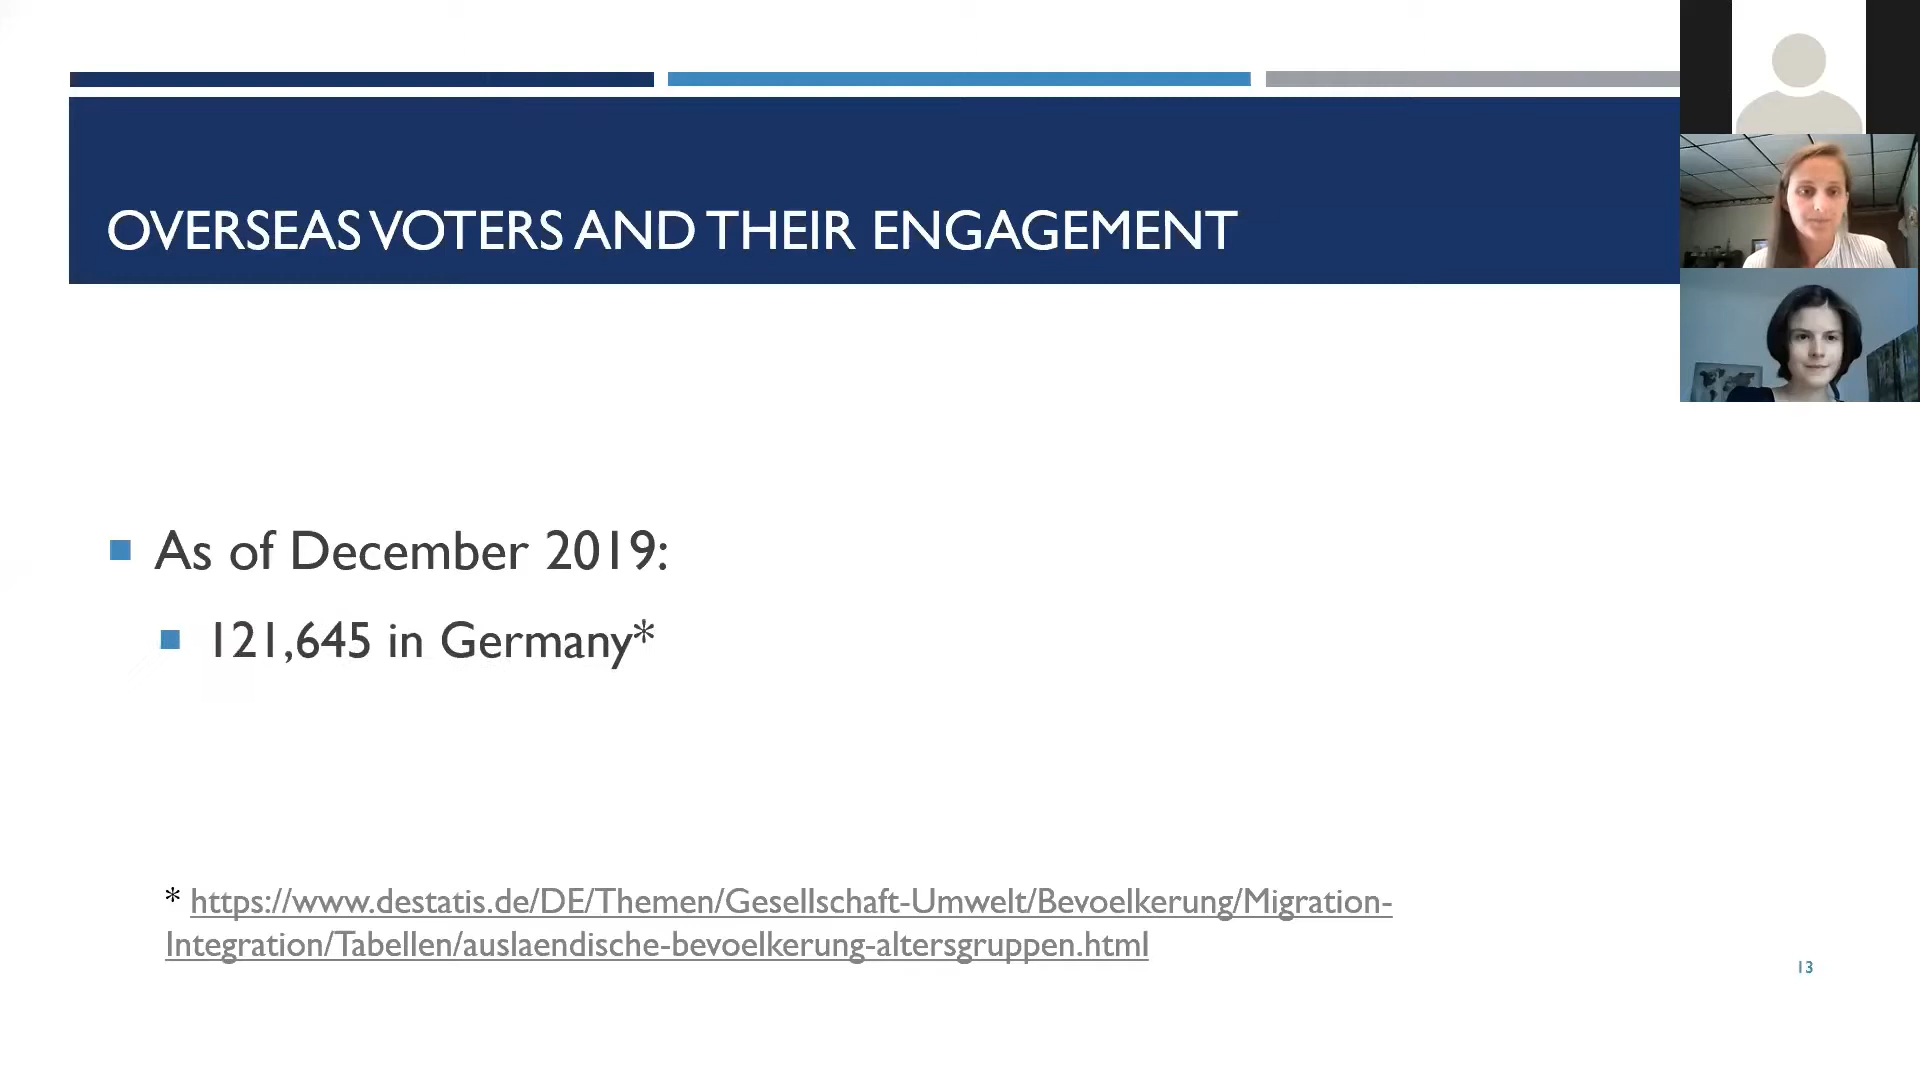 OVERSEAS VOTERS AND THEIR ENGAGEMENT
As of December 2019:
121,645 in Germany*
* https://www.destatis.de/DE/Themen/Gesellschaft-Umwelt/Bevoelkerung/Migration-
Integration/Tabellen/auslaendische-bevoelkerung-altersgruppen.html
13